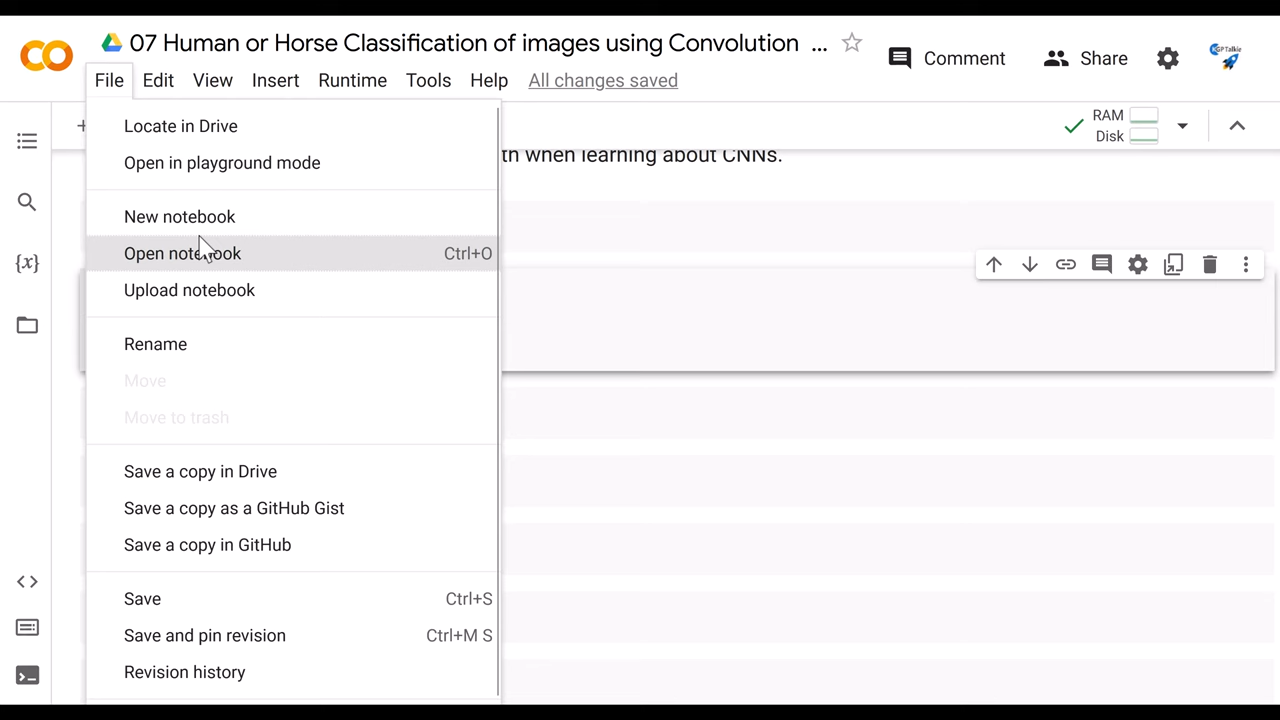 07 Human or Horse Classification of images using Convolution ...
File Edit View Insert Runtime Tools Help All changes saved
Comment
Share
KGP Talkie
RAM
Disk
th when learning about CNNs.
Locate in Drive
Open in playground mode
New notebook
Open notebook Ctrl+O
Upload notebook
Rename
Move
Move to trash
Save a copy in Drive
Save a copy as a GitHub Gist
Save a copy in GitHub
Save Ctrl+S
Save and pin revision Ctrl+M S
Revision history
{x}